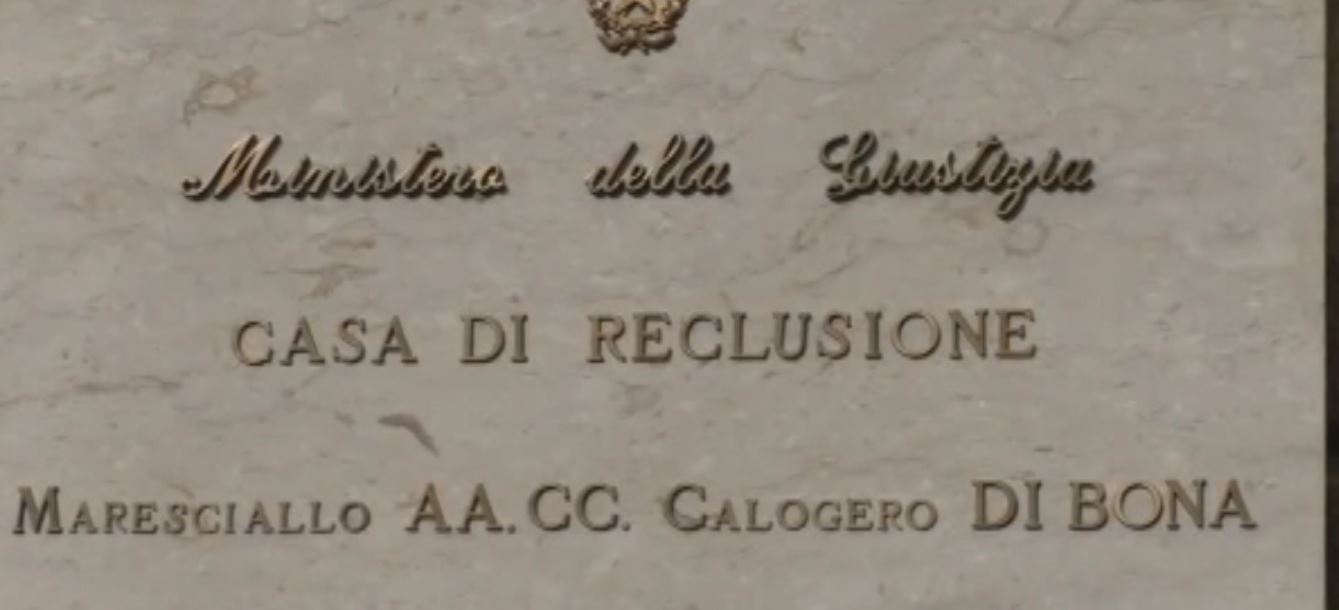 Ministero della Giustizia
CASA DI RECLUSIONE
MARESCIALLO AA.CC. CALOGERO DI BONA